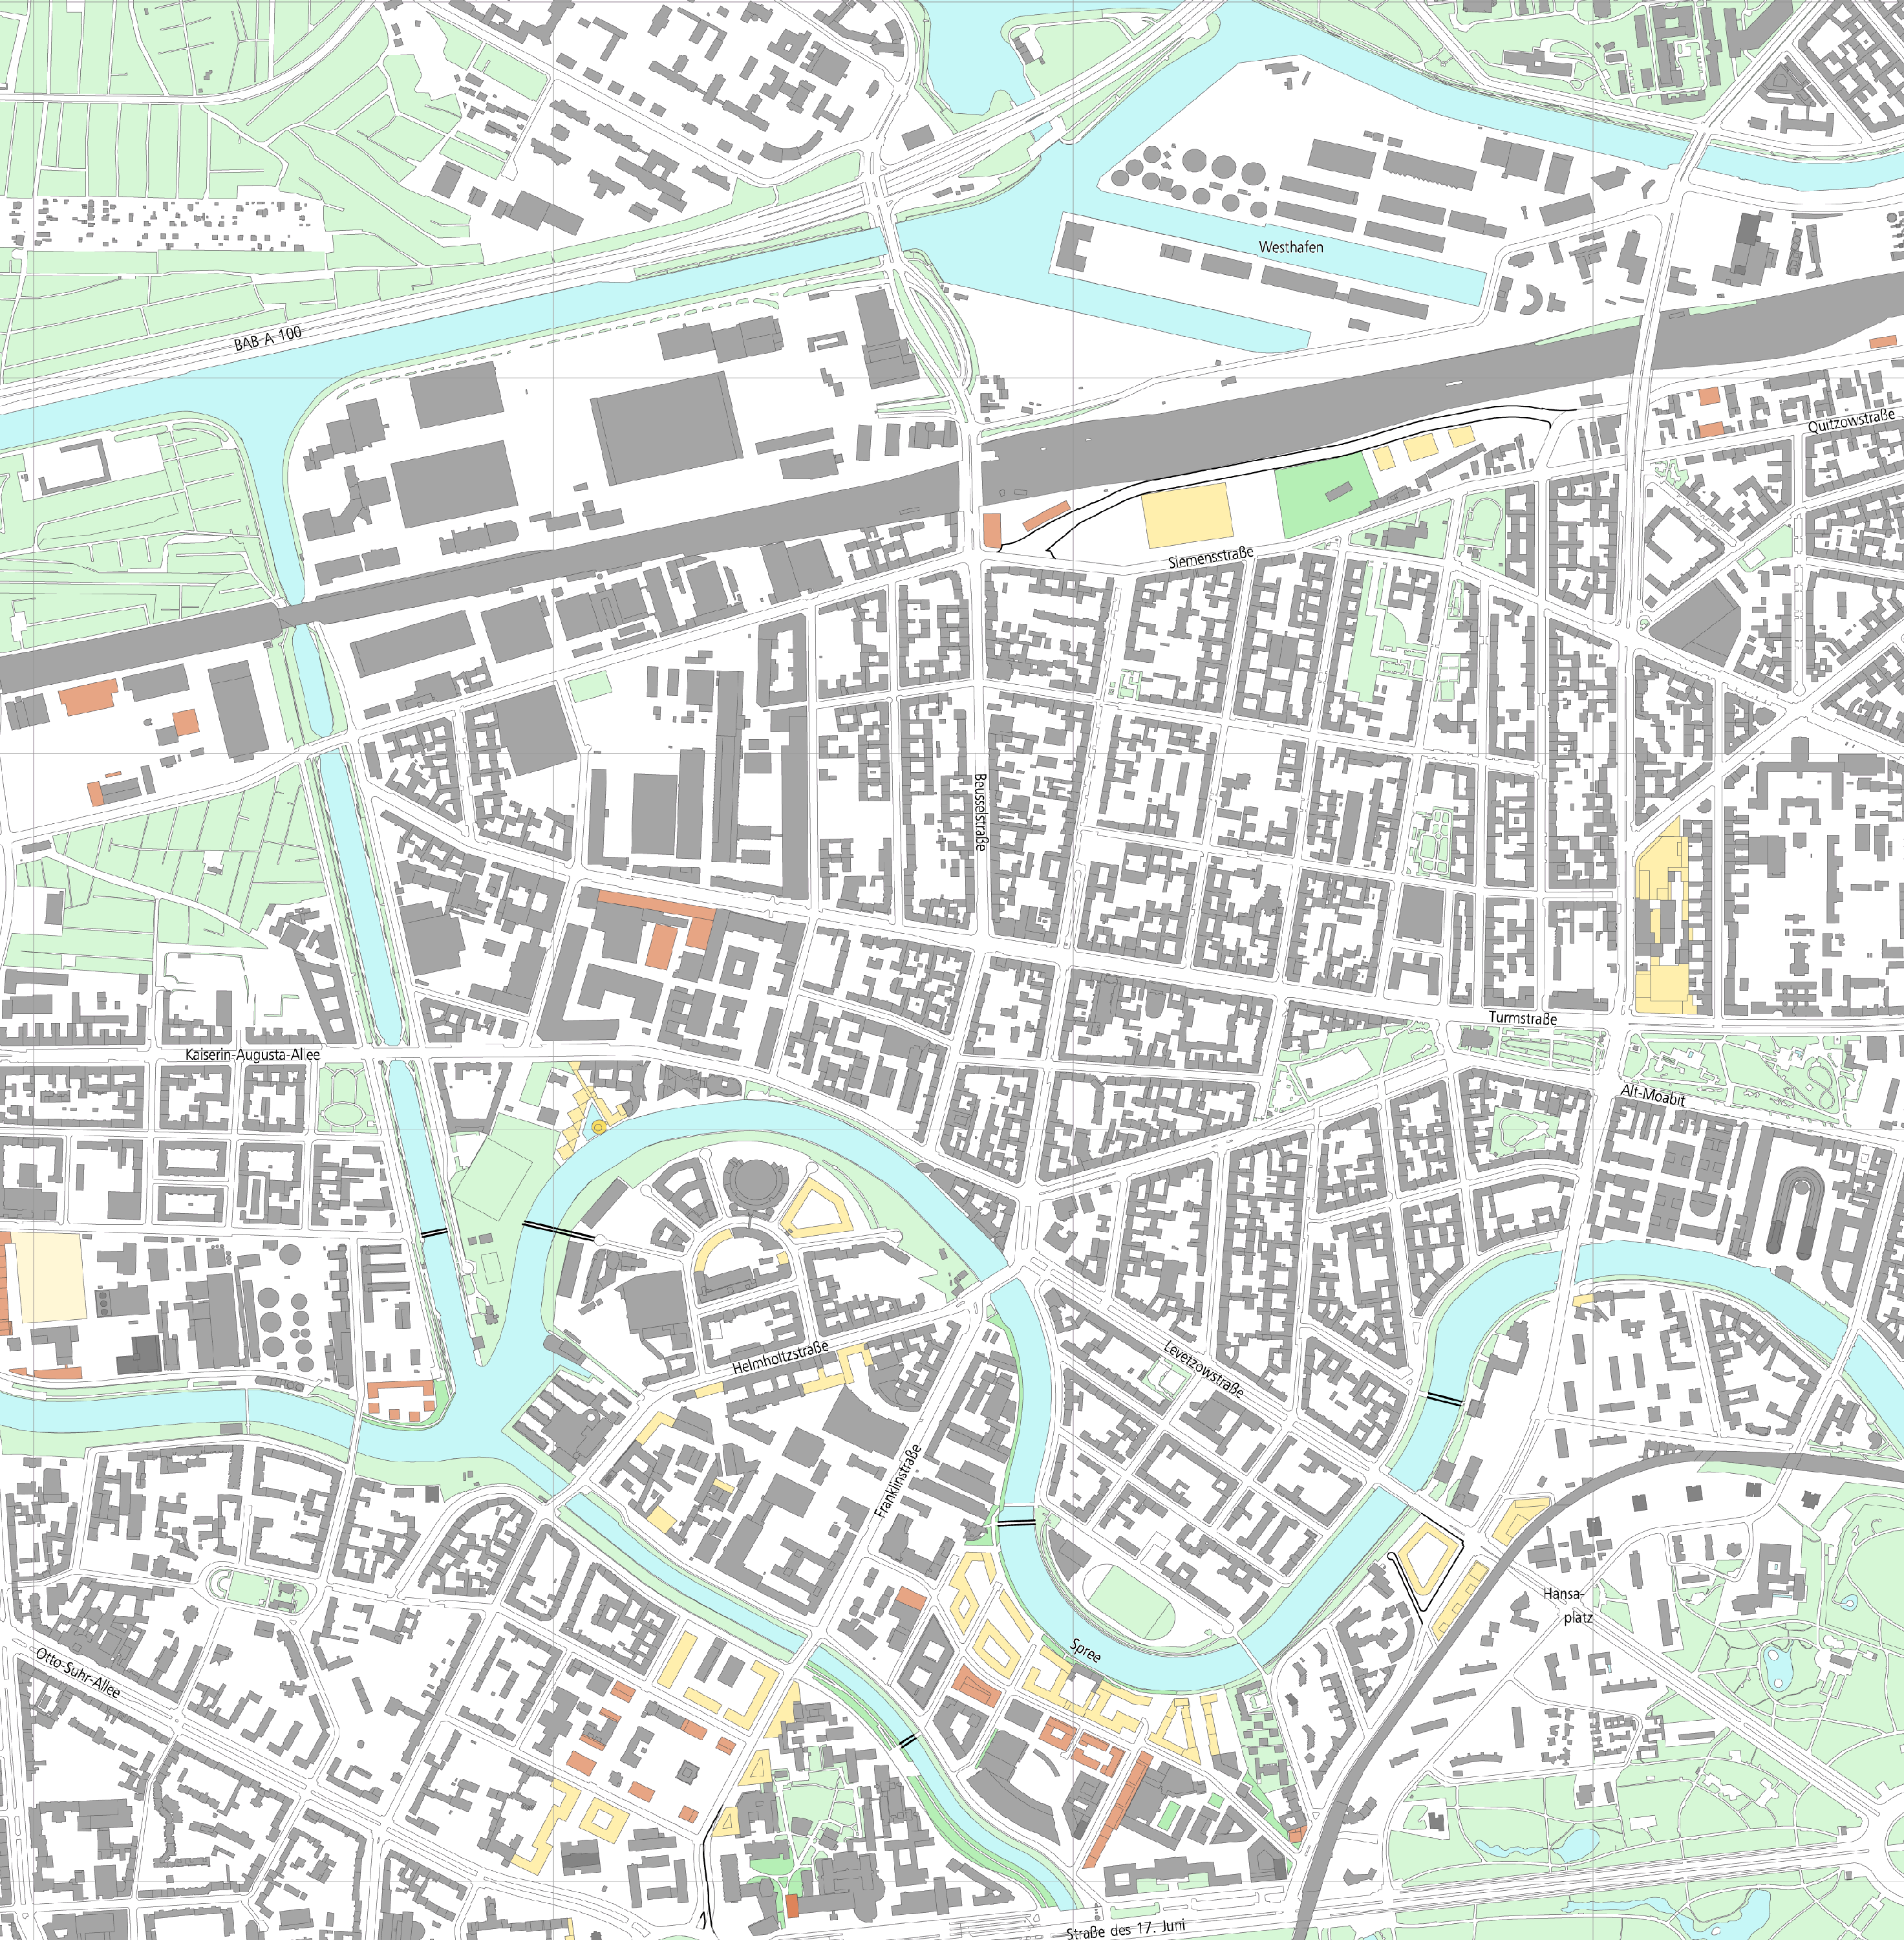 Westhafen
BAB A 100
Quitzowstraße
Siemensstraße
Beusselstraße
Turmstraße
Kaiserin-Augusta-Allee
Alt-Moabit
Helmholtzstraße
Levetzowstraße
Franklinstraße
Hansa-
platz
Spree
Otto-Suhr-Allee
Straße des 17. Juni